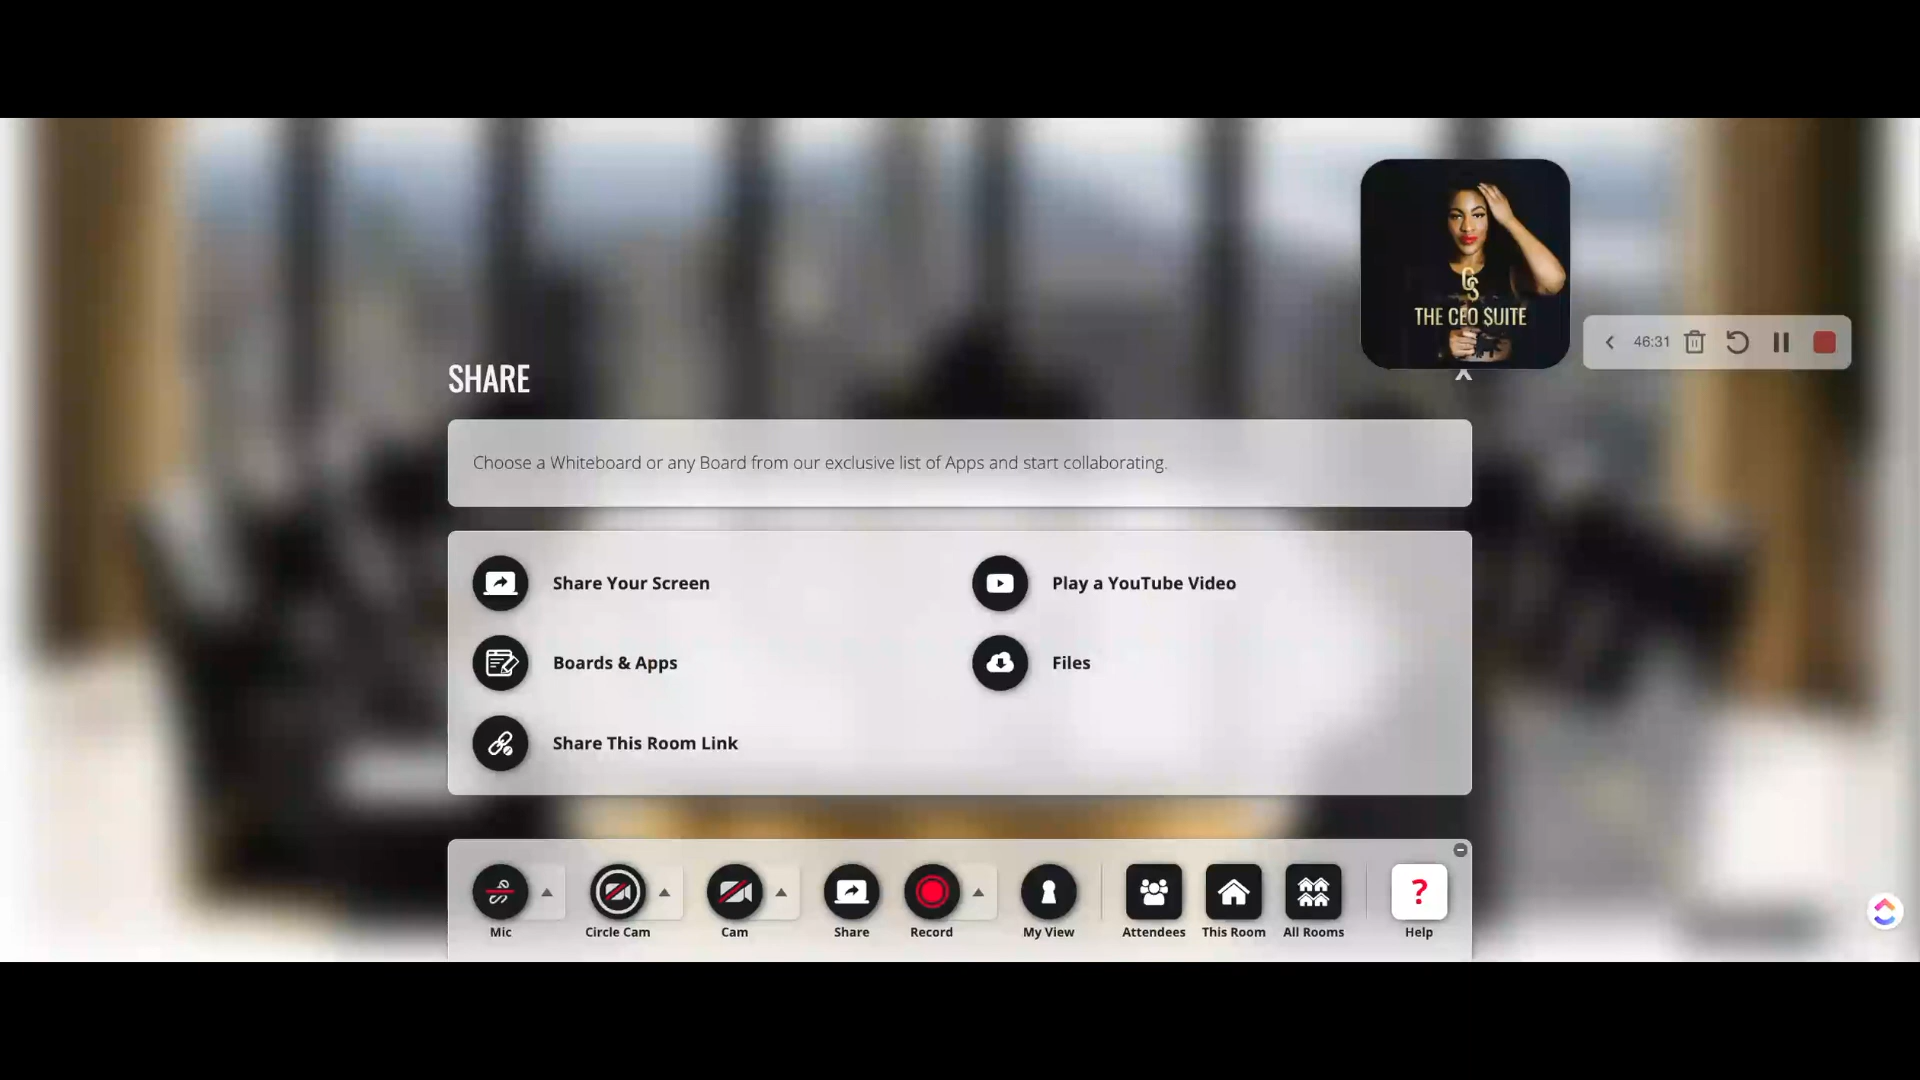 THE CEO SUITE
46:31
SHARE
X
Choose a Whiteboard or any Board from our exclusive list of Apps and start collaborating.
Share Your Screen
Play a YouTube Video
Boards & Apps
Files
Share This Room Link
Mic
Circle Cam
Cam
Share
Record
My View
Attendees
This Room
All Rooms
?
Help